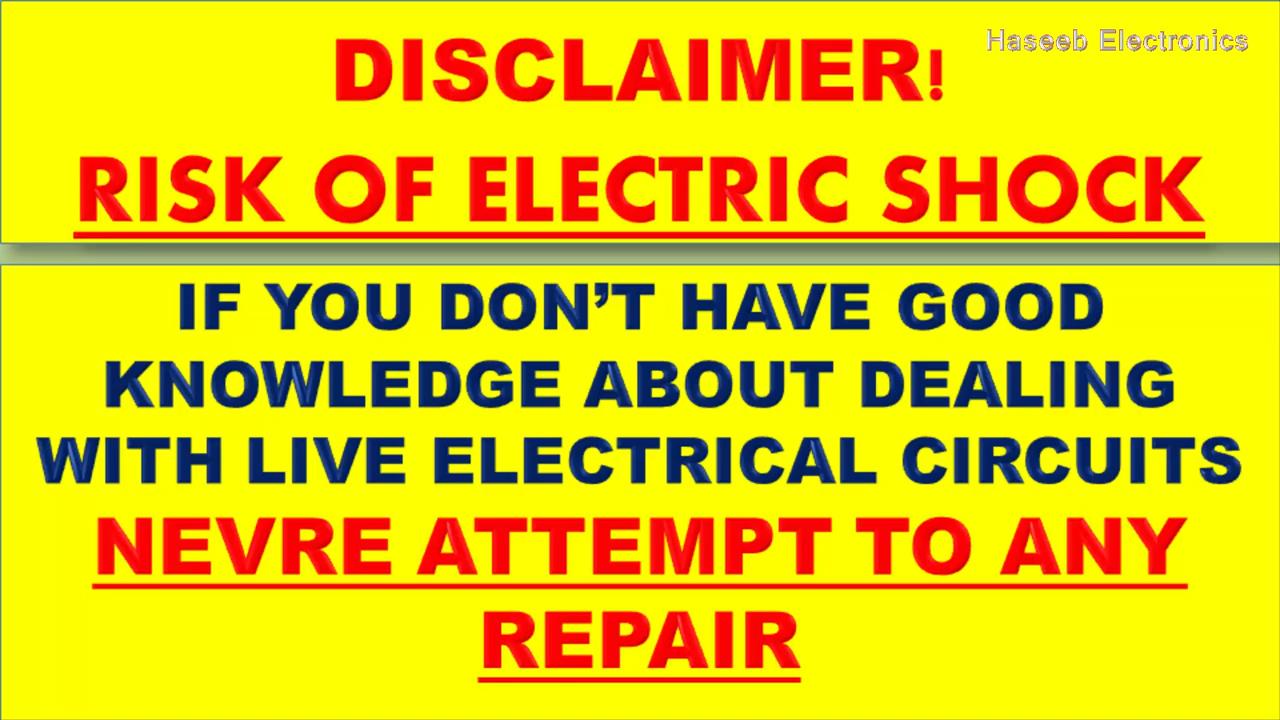 Haseeb Electronics
DISCLAIMER!
RISK OF ELECTRIC SHOCK
IF YOU DON’T HAVE GOOD
KNOWLEDGE ABOUT DEALING
WITH LIVE ELECTRICAL CIRCUITS
NEVRE ATTEMPT TO ANY
REPAIR